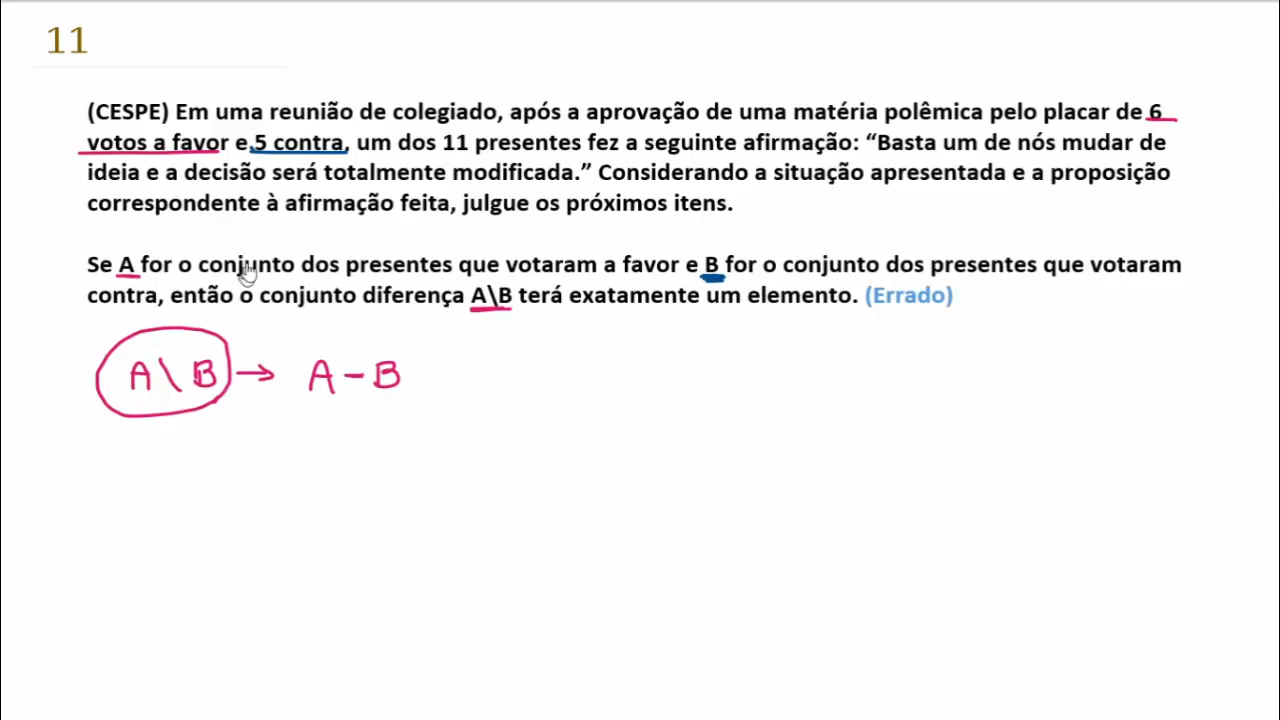 11
(CESPE) Em uma reunião de colegiado, após a aprovação de uma matéria polêmica pelo placar de 6
votos a favor e 5 contra, um dos 11 presentes fez a seguinte afirmação: “Basta um de nós mudar de
ideia e a decisão será totalmente modificada.” Considerando a situação apresentada e a proposição
correspondente à afirmação feita, julgue os próximos itens.
Se A for o conjunto dos presentes que votaram a favor e B for o conjunto dos presentes que votaram
contra, então o conjunto diferença A\B terá exatamente um elemento. (Errado)
A \ B → A - B